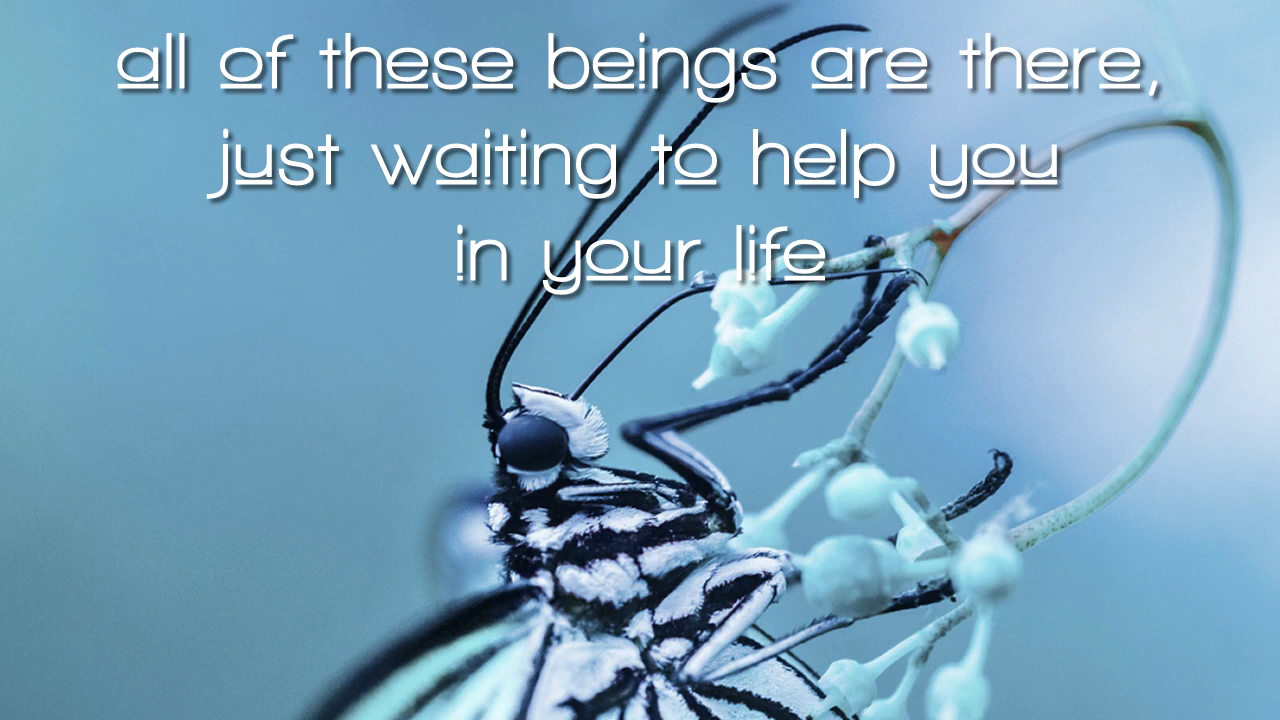 all of these beings are there,
just waiting to help you
in your life